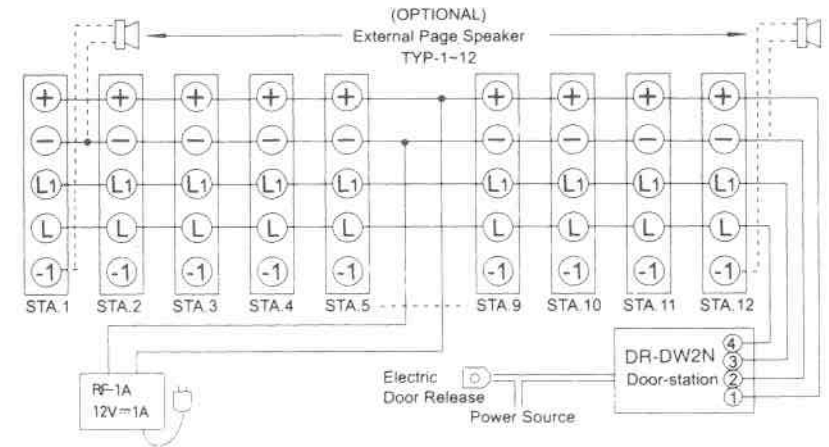 (OPTIONAL)
External Page Speaker
TYP-1~12
+ + + + + + + + +
− − − − − − − − −
L1 L1 L1 L1 L1 L1 L1 L1 L1
L L L L L L L L L
-1 -1 -1 -1 -1 -1 -1 -1 -1
STA.1 STA.2 STA.3 STA.4 STA.5 STA 9 STA.10 STA.11 STA.12
RF-1A
12V⎓1A
Electric
Door Release
Power Source
DR-DW2N
Door-station
4
3
2
1